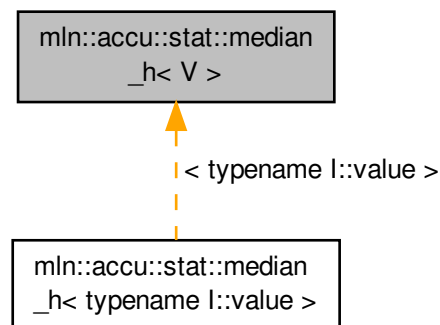 mln::accu::stat::median
_h< V >
< typename I::value >
mln::accu::stat::median
_h< typename I::value >